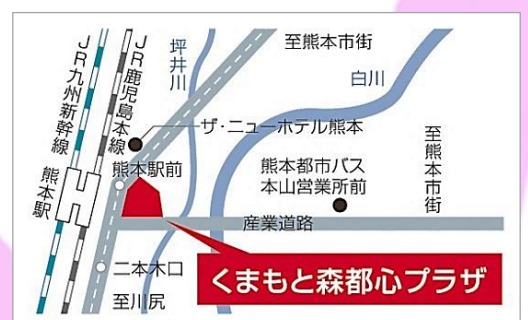 至熊本市街
坪井川
JR鹿児島本線
JR九州新幹線
白川
ザ・ニューホテル熊本
至熊本市街
熊本駅前
熊本都市バス
本山営業所前
熊本駅
産業道路
くまもと森都心プラザ
二本木口
至川尻